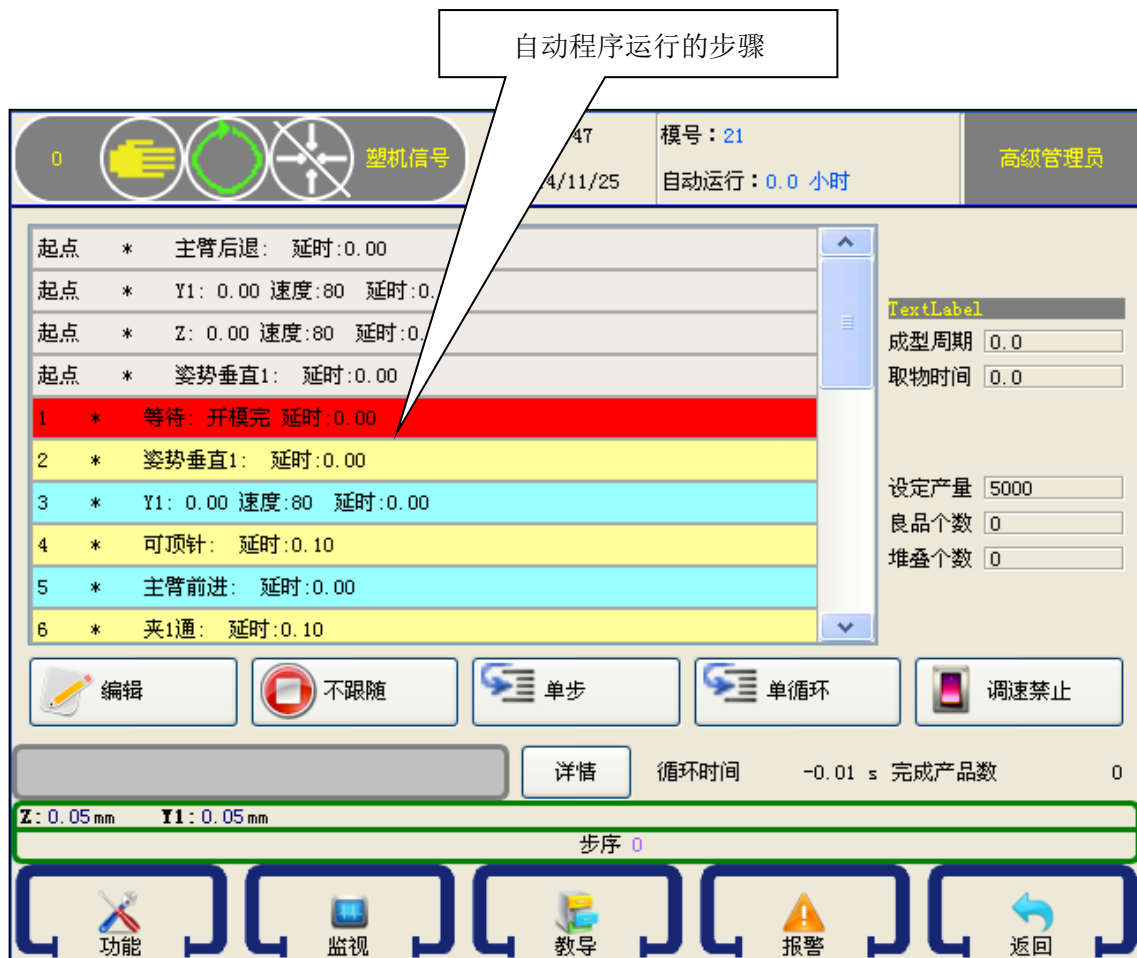 自动程序运行的步骤
0 塑机信号 47 模号：21 高级管理员
4/11/25 自动运行：0.0 小时
起点 * 主臂后退: 延时:0.00
起点 * Y1: 0.00 速度:80 延时:0.
起点 * Z: 0.00 速度:80 延时:0.
起点 * 姿势垂直1: 延时:0.00
1 * 等待: 开模完 延时:0.00
2 * 姿势垂直1: 延时:0.00
3 * Y1: 0.00 速度:80 延时:0.00
4 * 可顶针: 延时:0.10
5 * 主臂前进: 延时:0.00
6 * 夹1通: 延时:0.10
TextLabel
成型周期 0.0
取物时间 0.0
设定产量 5000
良品个数 0
堆叠个数 0
编辑 不跟随 单步 单循环 调速禁止
详情 循环时间 -0.01 s 完成产品数 0
Z:0.05mm Y1:0.05mm
步序 0
功能 监视 教导 报警 返回